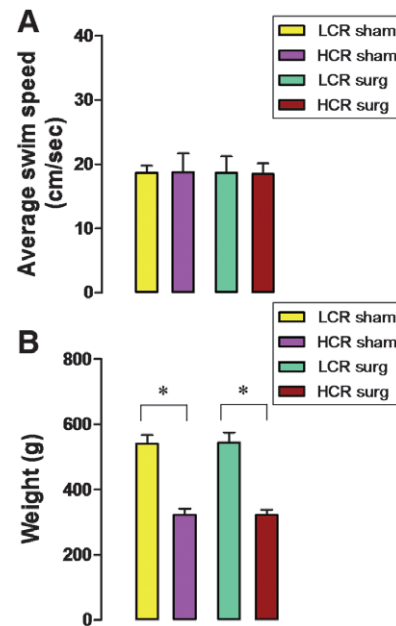 A
LCR sham
HCR sham
LCR surg
HCR surg
Average swim speed
(cm/sec)
40
30
20
10
0
B
LCR sham
HCR sham
LCR surg
HCR surg
Weight (g)
800
600
400
200
0
* *